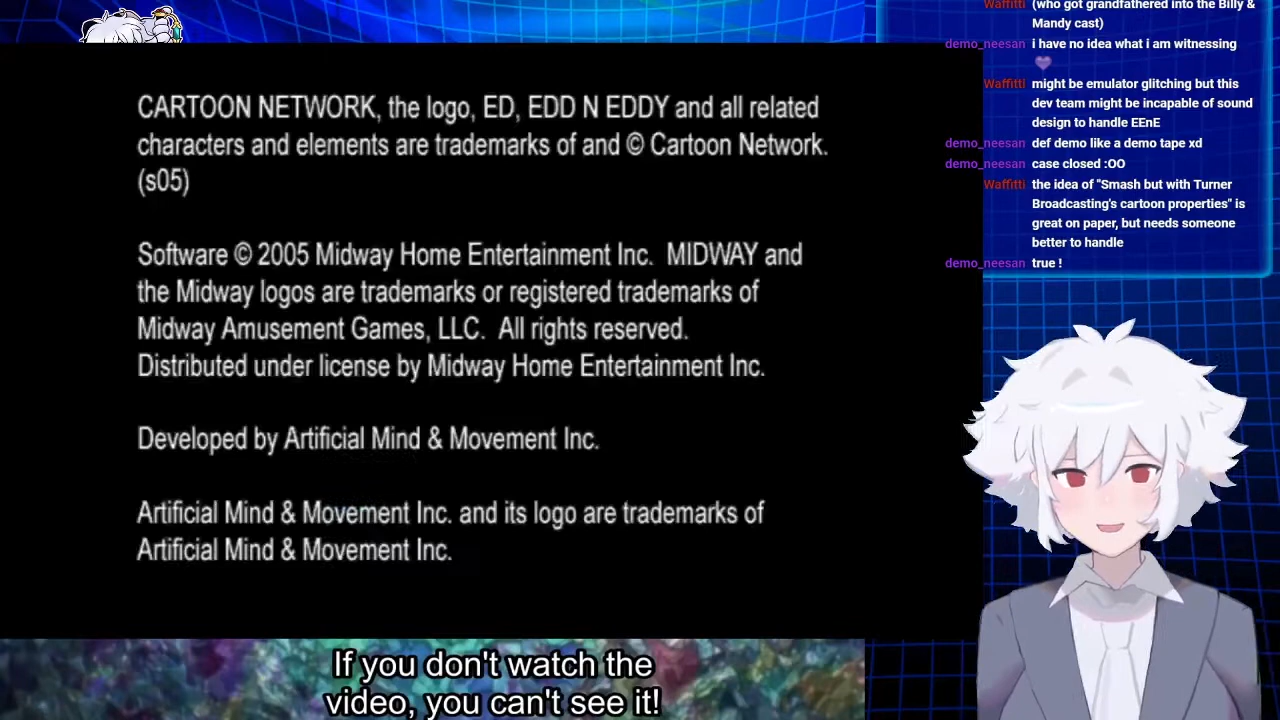 CARTOON NETWORK, the logo, ED, EDD N EDDY and all related
characters and elements are trademarks of and © Cartoon Network.
(s05)
Software © 2005 Midway Home Entertainment Inc.  MIDWAY and
the Midway logos are trademarks or registered trademarks of
Midway Amusement Games, LLC.  All rights reserved.
Distributed under license by Midway Home Entertainment Inc.
Developed by Artificial Mind & Movement Inc.
Artificial Mind & Movement Inc. and its logo are trademarks of
Artificial Mind & Movement Inc.
If you don't watch the
video, you can't see it!
Waffitti (who got grandfathered into the Billy &
Mandy cast)
demo_neesan i have no idea what i am witnessing
Waffitti might be emulator glitching but this
dev team might be incapable of sound
design to handle EEnE
demo_neesan def demo like a demo tape xd
demo_neesan case closed :OO
Waffitti the idea of "Smash but with Turner
Broadcasting's cartoon properties" is
great on paper, but needs someone
better to handle
demo_neesan true !